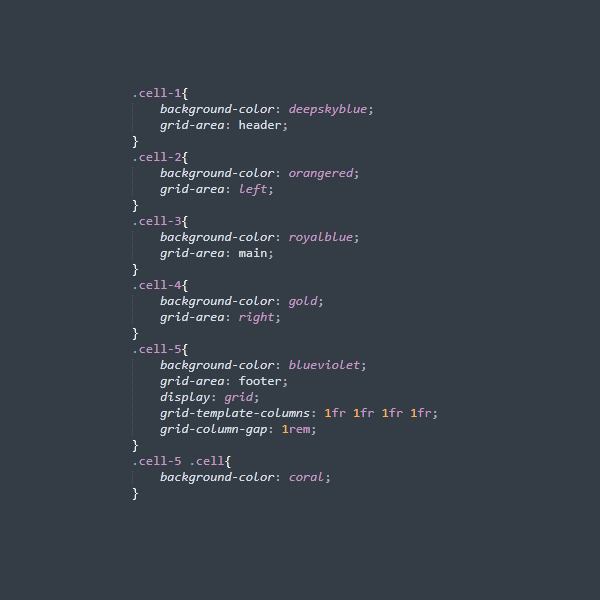 .cell-1{
    background-color: deepskyblue;
    grid-area: header;
}
.cell-2{
    background-color: orangered;
    grid-area: left;
}
.cell-3{
    background-color: royalblue;
    grid-area: main;
}
.cell-4{
    background-color: gold;
    grid-area: right;
}
.cell-5{
    background-color: blueviolet;
    grid-area: footer;
    display: grid;
    grid-template-columns: 1fr 1fr 1fr 1fr;
    grid-column-gap: 1rem;
}
.cell-5 .cell{
    background-color: coral;
}